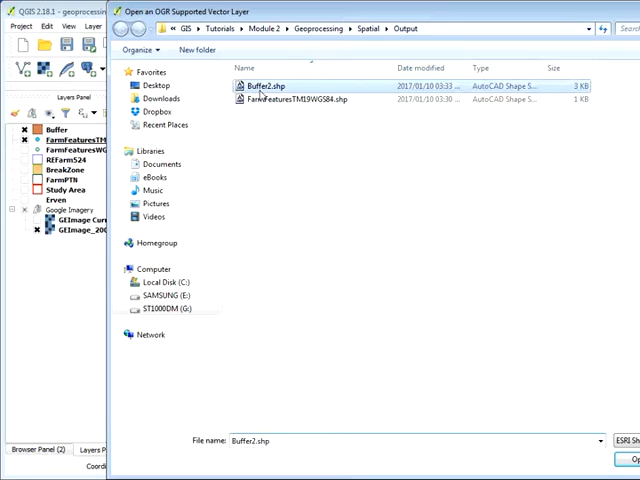 QGIS 2.18.1 - geoprocessing
Project Edit View Layer
Layers Panel
Buffer
FarmFeaturesTM
FarmFeaturesWG
REFarm524
BreakZone
FarmPTN
Study Area
Erven
Google Imagery
GEImage Curr
GEImage_200
Browser Panel (2) Layers P
Coordi
Open an OGR Supported Vector Layer
« GIS ▸ Tutorials ▸ Module 2 ▸ Geoprocessing ▸ Spatial ▸ Output
Search
Organize New folder
Favorites
Desktop
Downloads
Dropbox
Recent Places
Libraries
Documents
eBooks
Music
Pictures
Videos
Homegroup
Computer
Local Disk (C:)
SAMSUNG (E:)
ST1000DM (G:)
Network
Name Date modified Type Size
Buffer2.shp 2017/01/10 03:33 ... AutoCAD Shape S... 3 KB
FarmFeaturesTM19WGS84.shp 2017/01/10 03:30 ... AutoCAD Shape S... 1 KB
File name: Buffer2.shp
ESRI Sh
Op